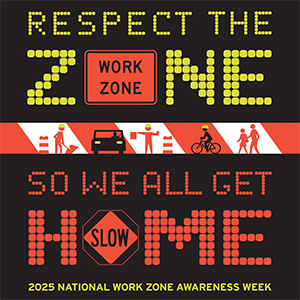 RESPECT THE
Z WORK ZONE NE
SO WE ALL GET
H SLOW ME
2025 NATIONAL WORK ZONE AWARENESS WEEK